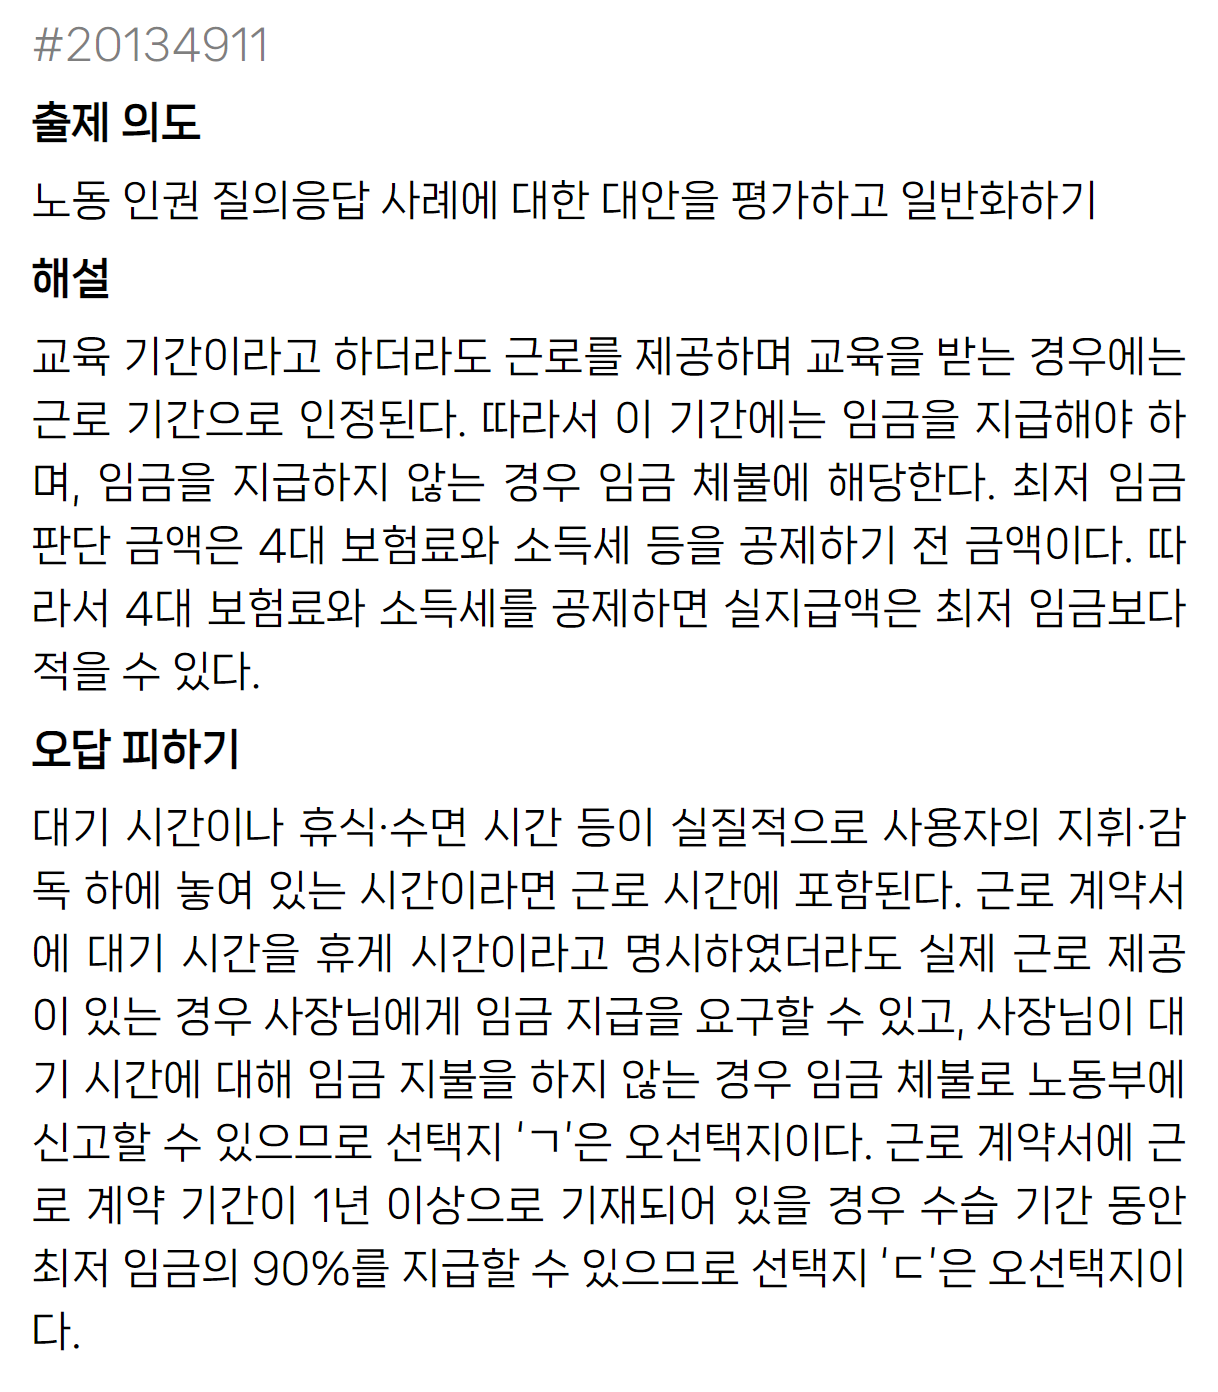 #20134911
출제 의도
노동 인권 질의응답 사례에 대한 대안을 평가하고 일반화하기
해설
교육 기간이라고 하더라도 근로를 제공하며 교육을 받는 경우에는
근로 기간으로 인정된다. 따라서 이 기간에는 임금을 지급해야 하
며, 임금을 지급하지 않는 경우 임금 체불에 해당한다. 최저 임금
판단 금액은 4대 보험료와 소득세 등을 공제하기 전 금액이다. 따
라서 4대 보험료와 소득세를 공제하면 실지급액은 최저 임금보다
적을 수 있다.
오답 피하기
대기 시간이나 휴식·수면 시간 등이 실질적으로 사용자의 지휘·감
독 하에 놓여 있는 시간이라면 근로 시간에 포함된다. 근로 계약서
에 대기 시간을 휴게 시간이라고 명시하였더라도 실제 근로 제공
이 있는 경우 사장님에게 임금 지급을 요구할 수 있고, 사장님이 대
기 시간에 대해 임금 지불을 하지 않는 경우 임금 체불로 노동부에
신고할 수 있으므로 선택지 'ㄱ'은 오선택지이다. 근로 계약서에 근
로 계약 기간이 1년 이상으로 기재되어 있을 경우 수습 기간 동안
최저 임금의 90%를 지급할 수 있으므로 선택지 'ㄷ'은 오선택지이
다.